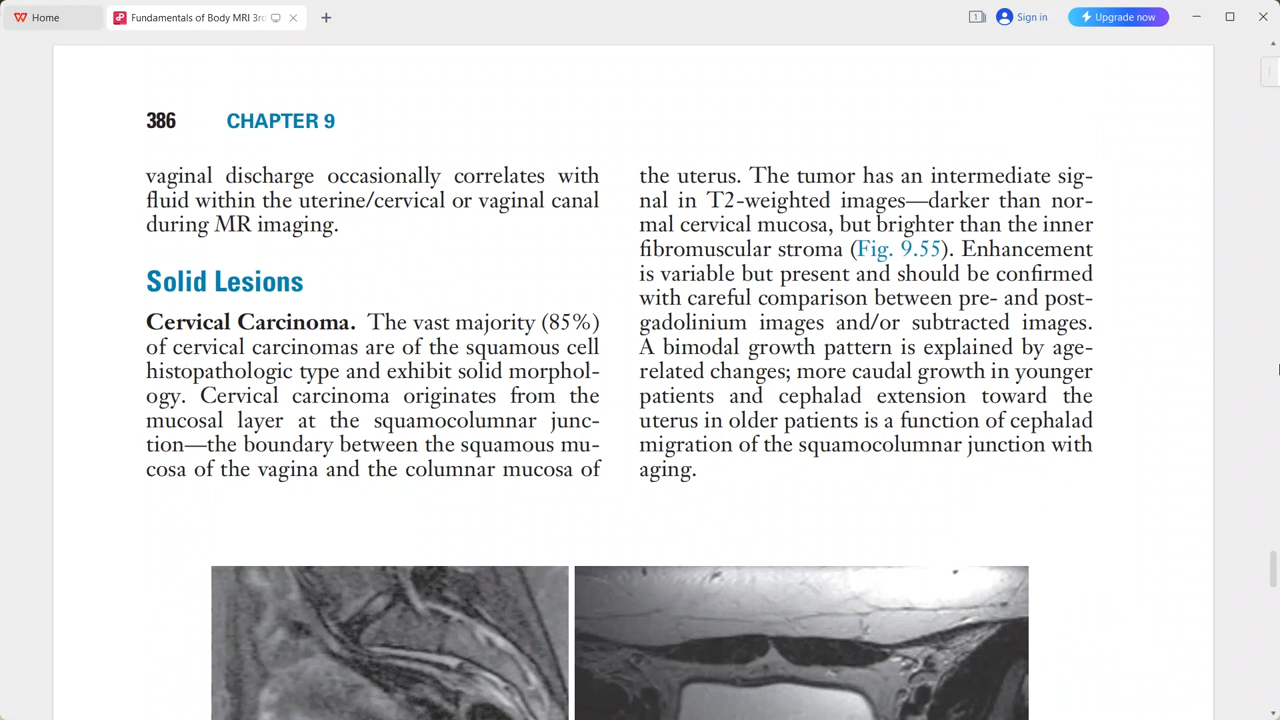 Home
Fundamentals of Body MRI 3rd
1
Sign in
Upgrade now
386 CHAPTER 9
vaginal discharge occasionally correlates with
fluid within the uterine/cervical or vaginal canal
during MR imaging.
Solid Lesions
Cervical Carcinoma. The vast majority (85%)
of cervical carcinomas are of the squamous cell
histopathologic type and exhibit solid morphol-
ogy. Cervical carcinoma originates from the
mucosal layer at the squamocolumnar junc-
tion—the boundary between the squamous mu-
cosa of the vagina and the columnar mucosa of
the uterus. The tumor has an intermediate sig-
nal in T2-weighted images—darker than nor-
mal cervical mucosa, but brighter than the inner
fibromuscular stroma (Fig. 9.55). Enhancement
is variable but present and should be confirmed
with careful comparison between pre- and post-
gadolinium images and/or subtracted images.
A bimodal growth pattern is explained by age-
related changes; more caudal growth in younger
patients and cephalad extension toward the
uterus in older patients is a function of cephalad
migration of the squamocolumnar junction with
aging.